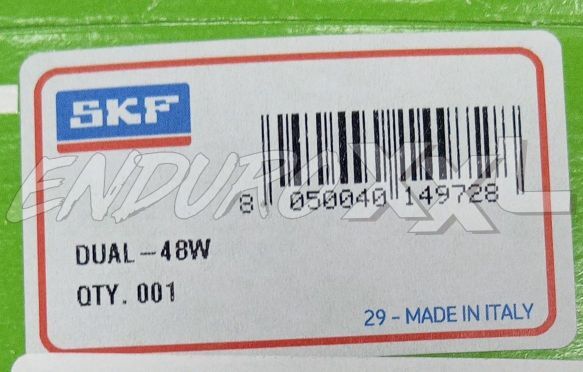 SKF
8 050040 149728
ENDUROXXL
DUAL-48W
QTY. 001
29 - MADE IN ITALY